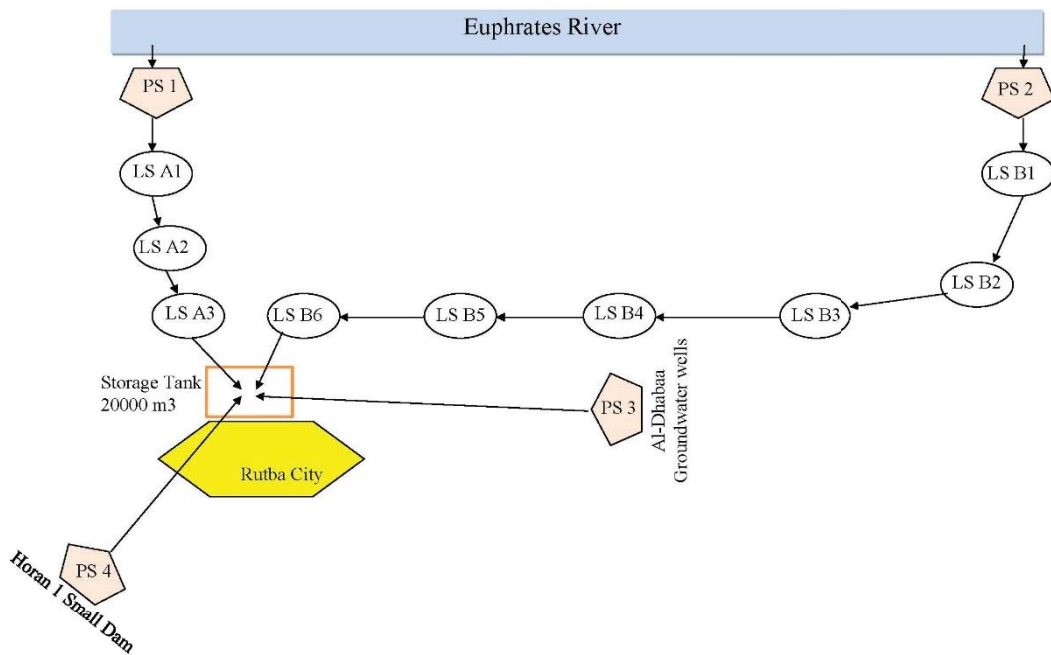 Euphrates River
PS 1
PS 2
LS A1
LS B1
LS A2
LS B2
LS A3
LS B6
LS B5
LS B4
LS B3
Storage Tank
20000 m3
PS 3
Al-Dhabaa
Groundwater wells
Rutba City
PS 4
Horan 1 Small Dam